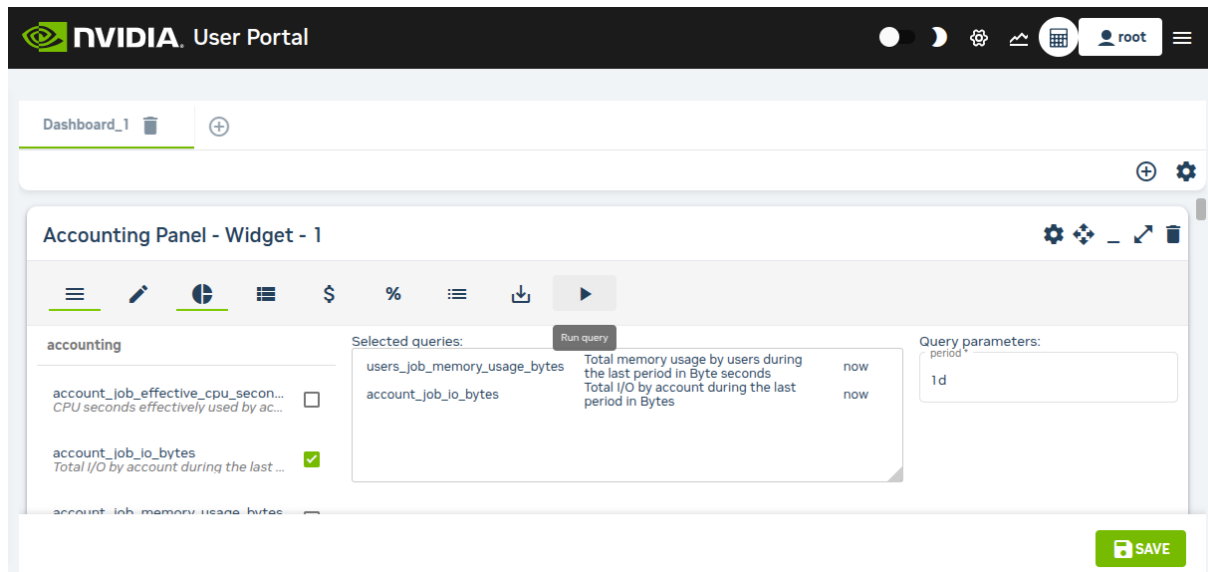 NVIDIA. User Portal
root
Dashboard_1
Accounting Panel - Widget - 1
$
%
Run query
accounting
account_job_effective_cpu_secon...
CPU seconds effectively used by ac...
account_job_io_bytes
Total I/O by account during the last ...
account_job_memory_usage_bytes
Selected queries:
users_job_memory_usage_bytes
Total memory usage by users during
the last period in Byte seconds
now
account_job_io_bytes
Total I/O by account during the last
period in Bytes
now
Query parameters:
period *
1d
SAVE